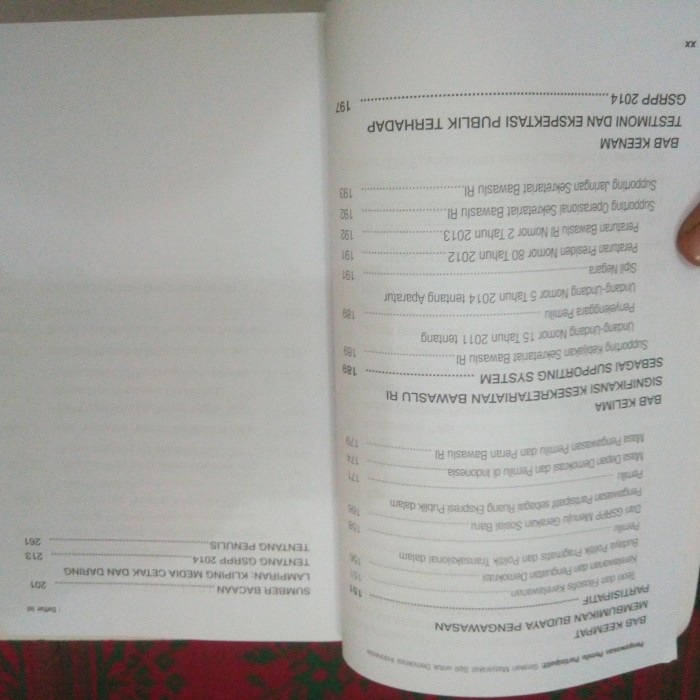 Pengawasan Pemilu Partisipatif: Gerakan Masyarakat Sipil untuk Demokrasi Indonesia
BAB KEEMPAT
MEMBUMIKAN BUDAYA PENGAWASAN
PARTISIPATIF ..... 151
Teori dan Filosofis Kerelawanan ..... 151
Kerelawanan dan Penguatan Demokrasi ..... 151
Budaya Politik Pragmatis dan Politik Transaksional dalam
Pemilu ..... 156
Dari GSRPP Menuju Gerakan Sosial Baru ..... 158
Pengawasan Partisipatif sebagai Ruang Ekspresi Publik dalam
Pemilu ..... 171
Masa Depan Demokrasi dan Pemilu di Indonesia ..... 174
Masa Pengawasan Pemilu dan Peran Bawaslu RI ..... 179
BAB KELIMA
SIGNIFIKANSI KESEKRETARIATAN BAWASLU RI
SEBAGAI SUPPORTING SYSTEM ..... 189
Supporting Kebijakan Sekretariat Bawaslu RI ..... 189
Undang-Undang Nomor 15 Tahun 2011 tentang
Penyelenggara Pemilu ..... 189
Undang-Undang Nomor 5 Tahun 2014 tentang Aparatur
Sipil Negara ..... 191
Peraturan Presiden Nomor 80 Tahun 2012 ..... 191
Peraturan Bawaslu RI Nomor 2 Tahun 2013 ..... 192
Supporting Operasional Sekretariat Bawaslu RI ..... 192
Supporting Jaringan Sekretariat Bawaslu RI ..... 193
BAB KEENAM
TESTIMONI DAN EKSPEKTASI PUBLIK TERHADAP
GSRPP 2014 ..... 197
xx
Daftar Isi
SUMBER BACAAN ..... 201
LAMPIRAN: KLIPING MEDIA CETAK DAN DARING
TENTANG GSRPP 2014 ..... 213
TENTANG PENULIS ..... 261